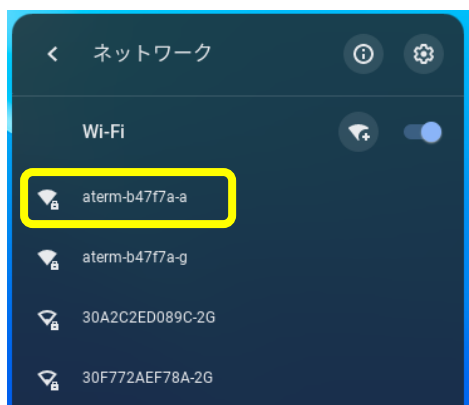 ネットワーク
Wi-Fi
aterm-b47f7a-a
aterm-b47f7a-g
30A2C2ED089C-2G
30F772AEF78A-2G